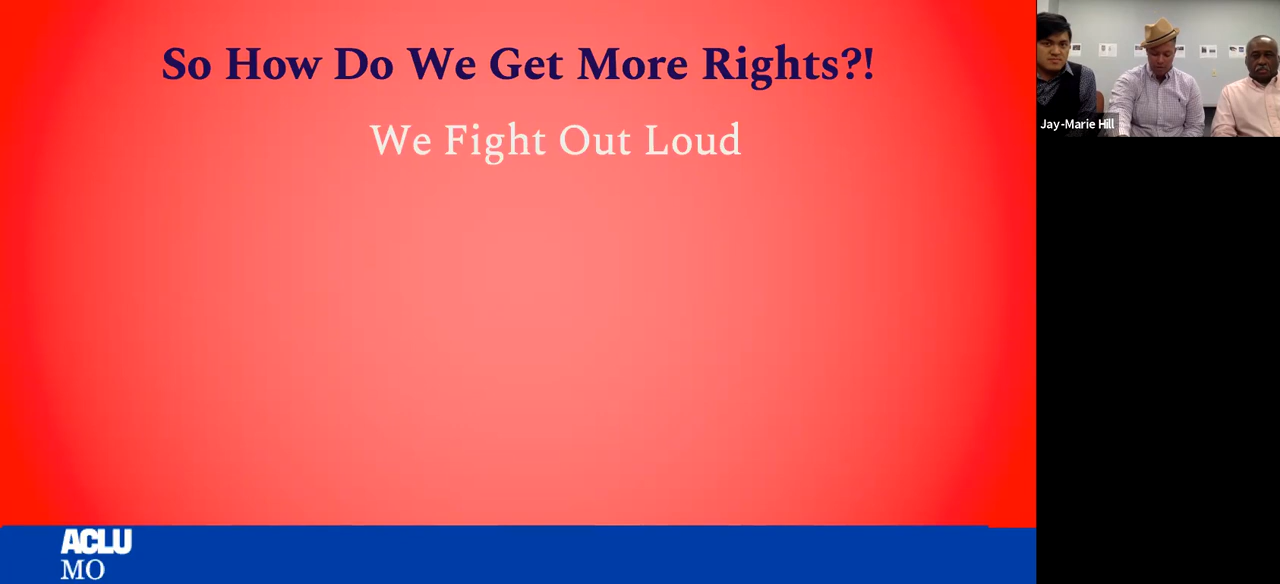 So How Do We Get More Rights?!
We Fight Out Loud
Jay-Marie Hill
ACLU
MO